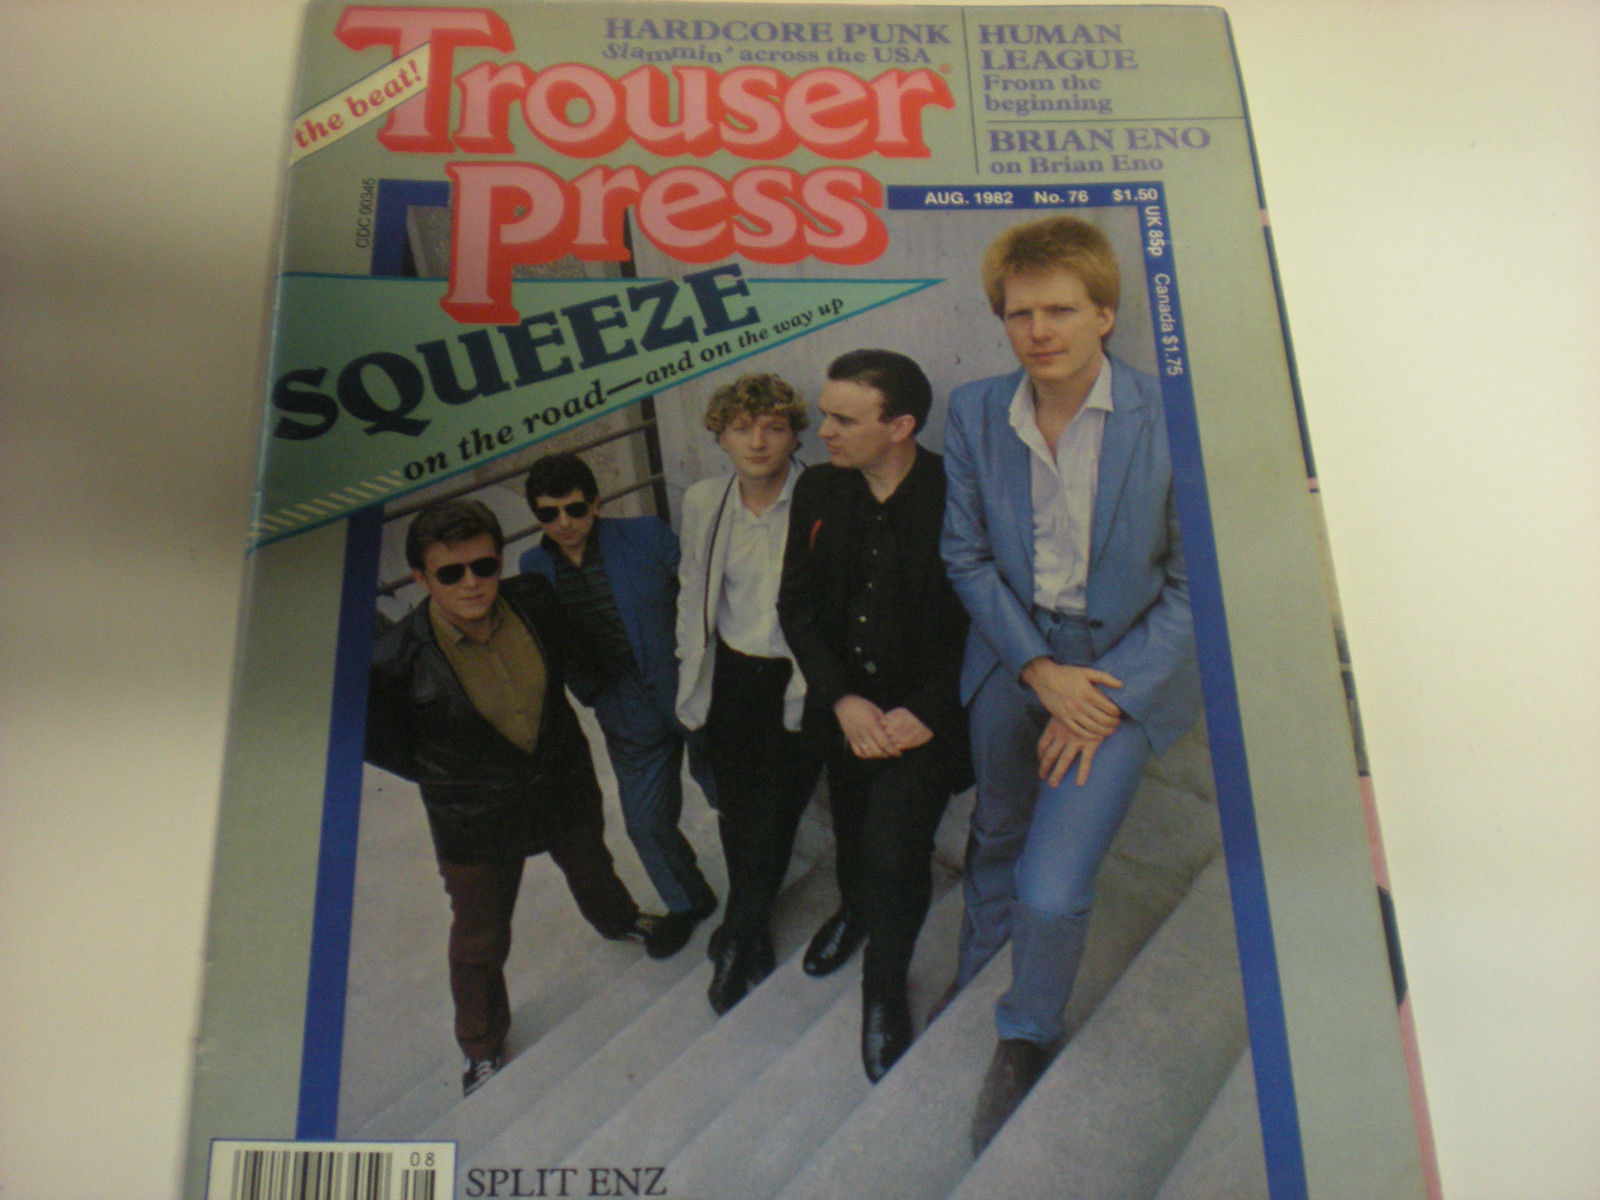 the beat!
HARDCORE PUNK
Slammin' across the USA
HUMAN
LEAGUE
From the
beginning
BRIAN ENO
on Brian Eno
Trouser
Press
CDC 00345
AUG. 1982 No. 76 $1.50
UK 85p Canada $1.75
SQUEEZE
on the road—and on the way up
08
SPLIT ENZ